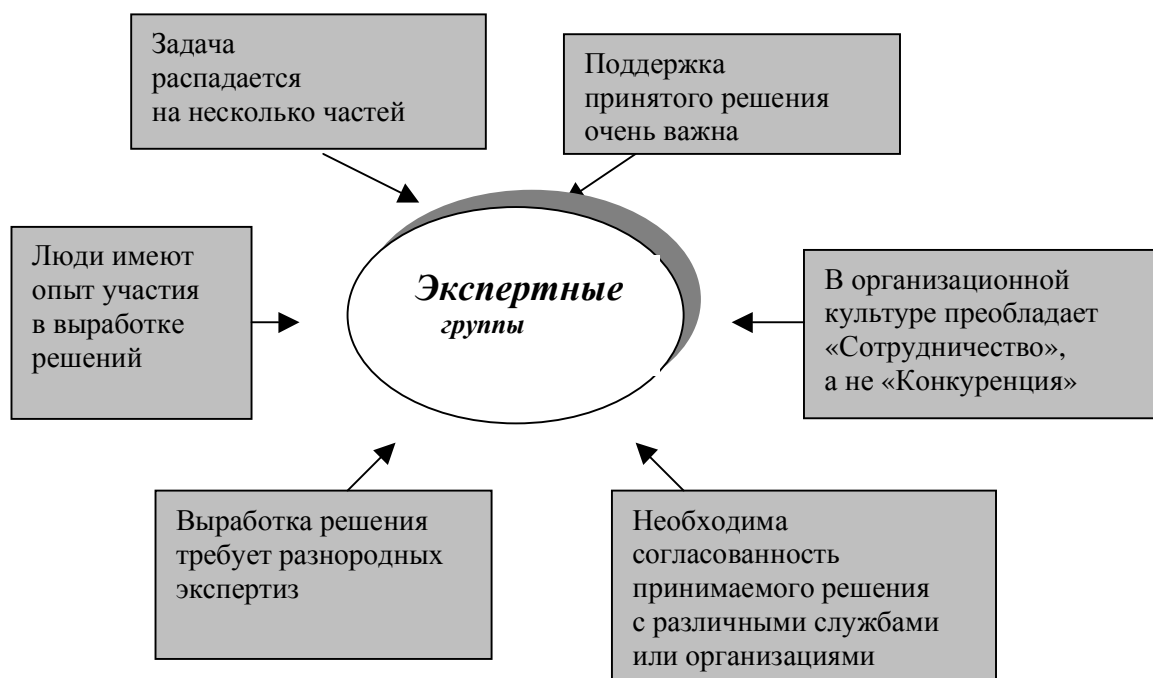 Задача
распадается
на несколько частей
Поддержка
принятого решения
очень важна
Люди имеют
опыт участия
в выработке
решений
Экспертные
группы
В организационной
культуре преобладает
«Сотрудничество»,
а не «Конкуренция»
Выработка решения
требует разнородных
экспертиз
Необходима
согласованность
принимаемого решения
с различными службами
или организациями